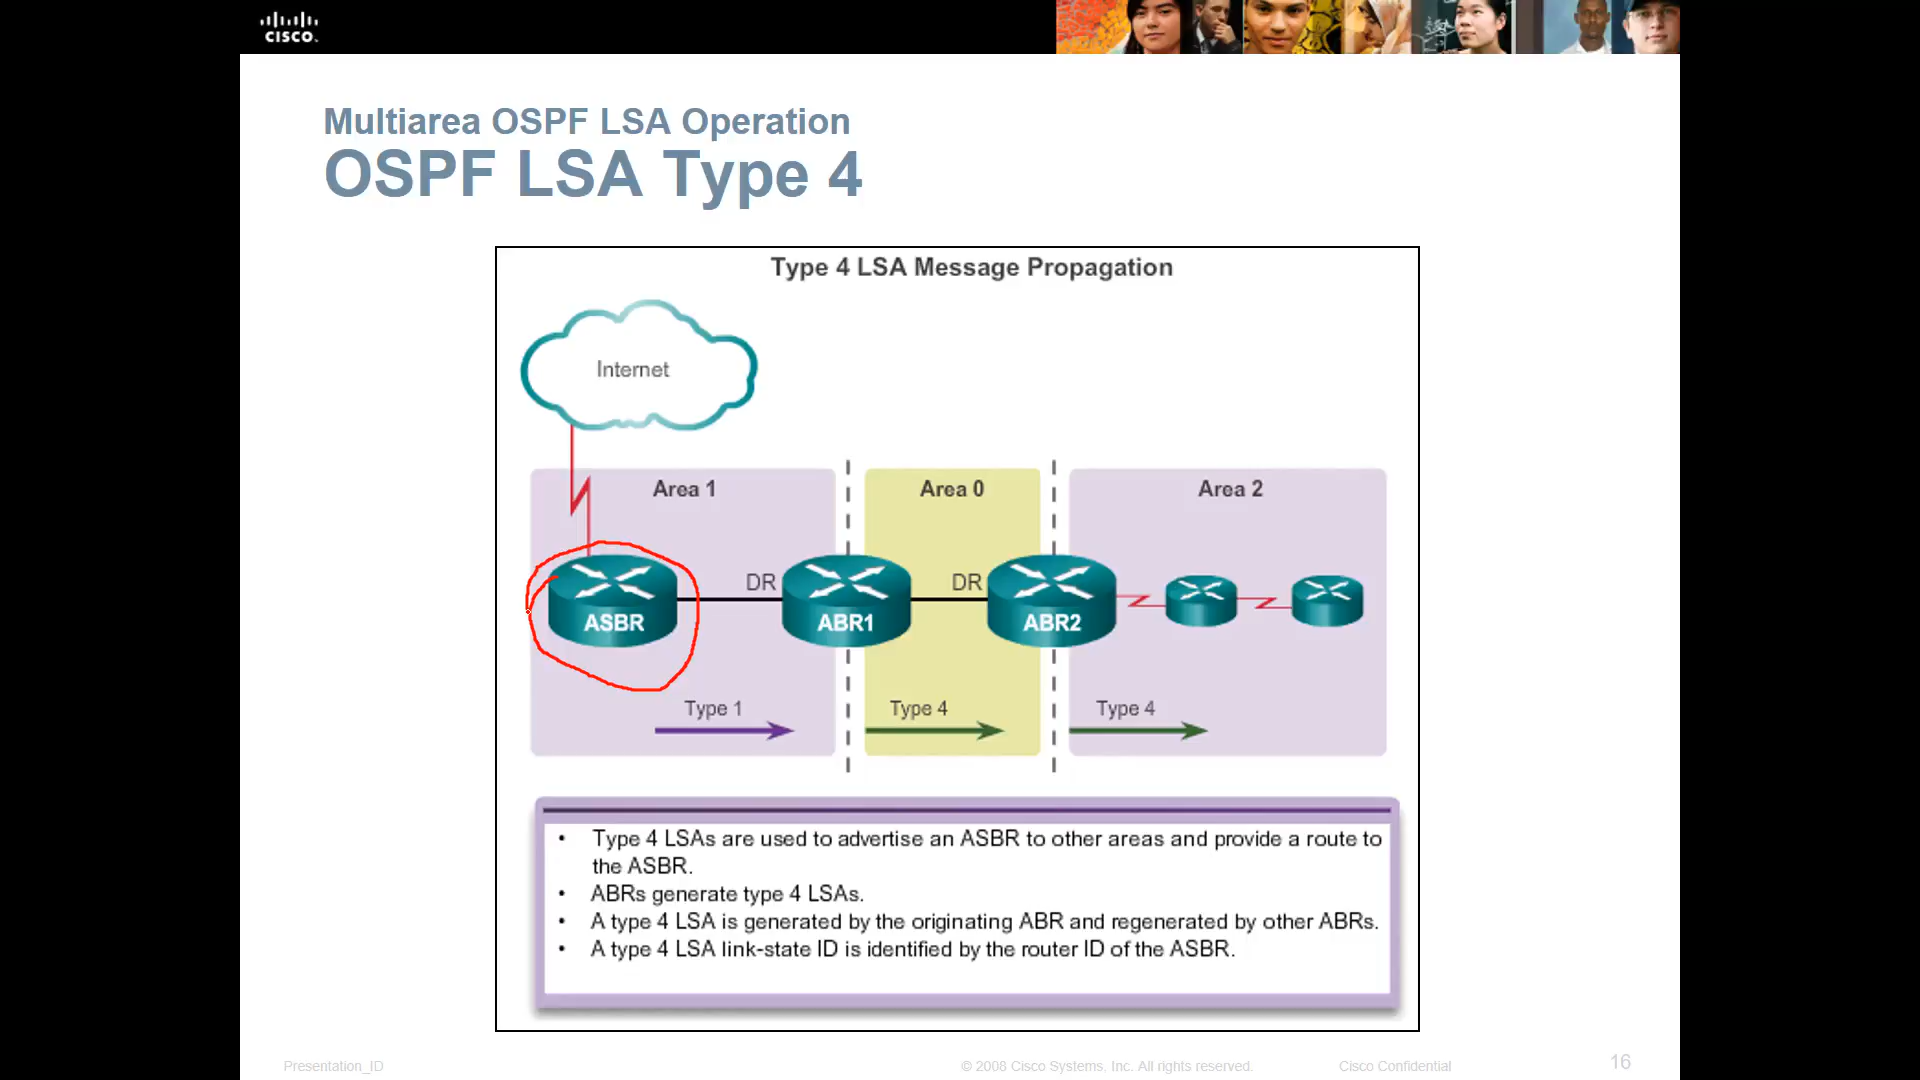 CISCO
Multiarea OSPF LSA Operation
OSPF LSA Type 4
Type 4 LSA Message Propagation
Internet
Area 1
Area 0
Area 2
DR
DR
ASBR
ABR1
ABR2
Type 1
Type 4
Type 4
• Type 4 LSAs are used to advertise an ASBR to other areas and provide a route to
the ASBR.
• ABRs generate type 4 LSAs.
• A type 4 LSA is generated by the originating ABR and regenerated by other ABRs.
• A type 4 LSA link-state ID is identified by the router ID of the ASBR.
Presentation_ID
© 2008 Cisco Systems, Inc. All rights reserved.
Cisco Confidential
16